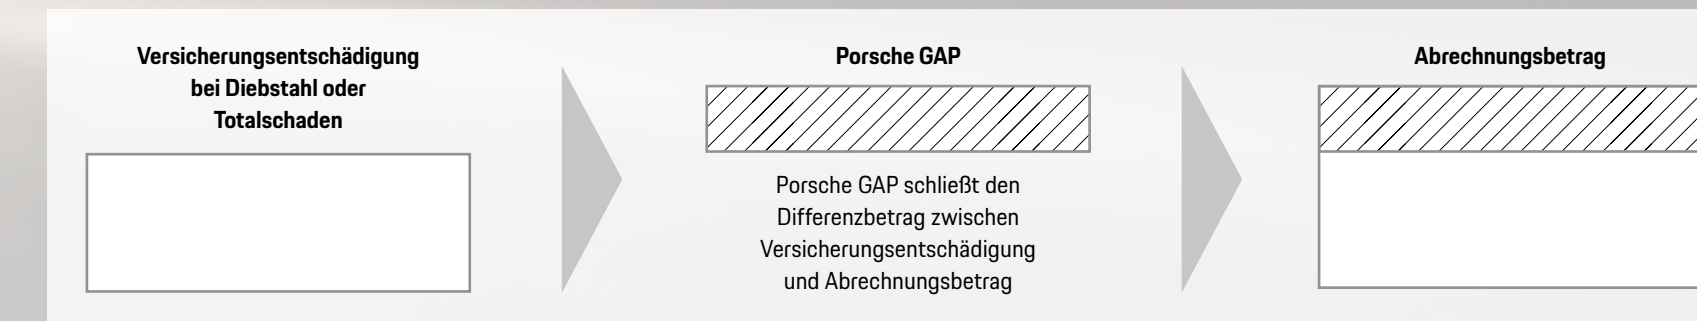 Versicherungsentschädigung
bei Diebstahl oder
Totalschaden
Porsche GAP
Porsche GAP schließt den
Differenzbetrag zwischen
Versicherungsentschädigung
und Abrechnungsbetrag
Abrechnungsbetrag